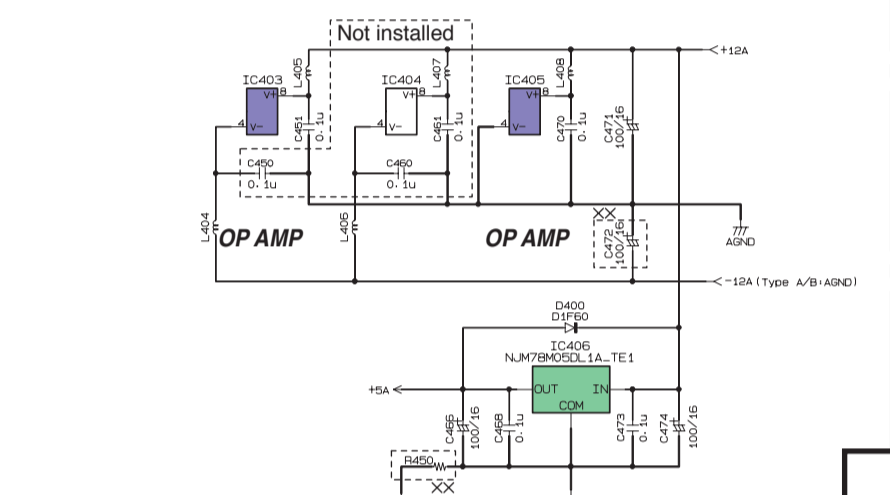 Not installed
+12A
IC403
L405
IC404
L407
IC405
L408
V+ 8
V+ 8
V+ 8
4 V-
4 V-
4 V-
C451
0.1u
C461
0.1u
C470
0.1u
C471
100/16
C450
0.1u
C460
0.1u
L404
OP AMP
L406
OP AMP
XX
C472
100/16
AGND
-12A (Type A/B:AGND)
D400
D1F60
IC406
NJM78M05DL1A_TE1
+5A
OUT
IN
COM
C466
100/16
C468
0.1u
C473
0.1u
C474
100/16
R450
XX